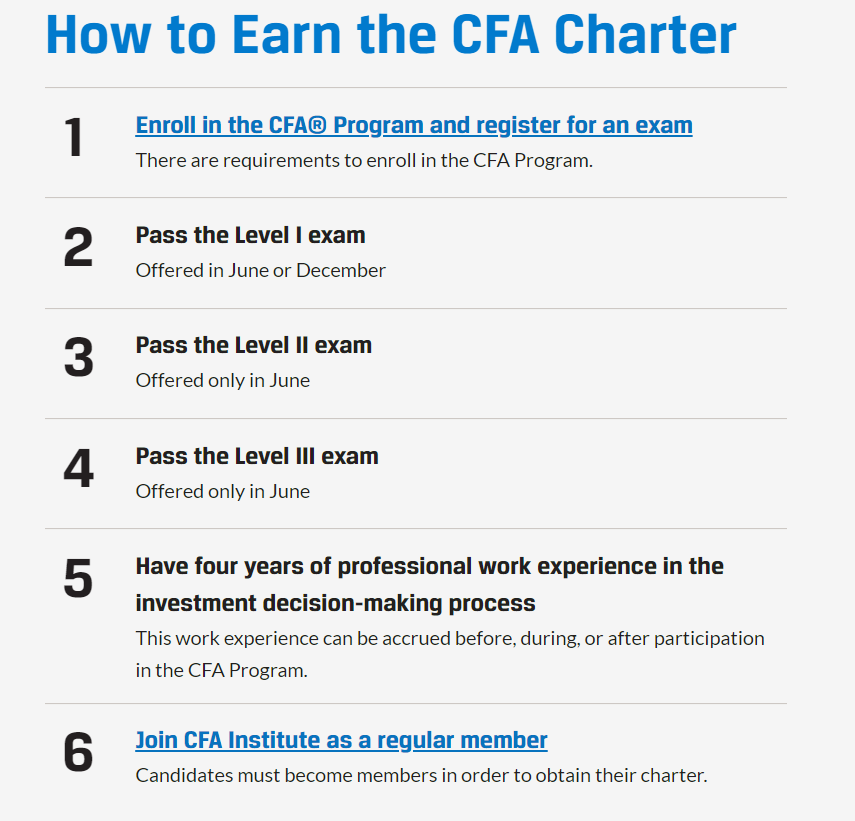 How to Earn the CFA Charter
1
Enroll in the CFA® Program and register for an exam
There are requirements to enroll in the CFA Program.
2
Pass the Level I exam
Offered in June or December
3
Pass the Level II exam
Offered only in June
4
Pass the Level III exam
Offered only in June
5
Have four years of professional work experience in the
investment decision-making process
This work experience can be accrued before, during, or after participation
in the CFA Program.
6
Join CFA Institute as a regular member
Candidates must become members in order to obtain their charter.